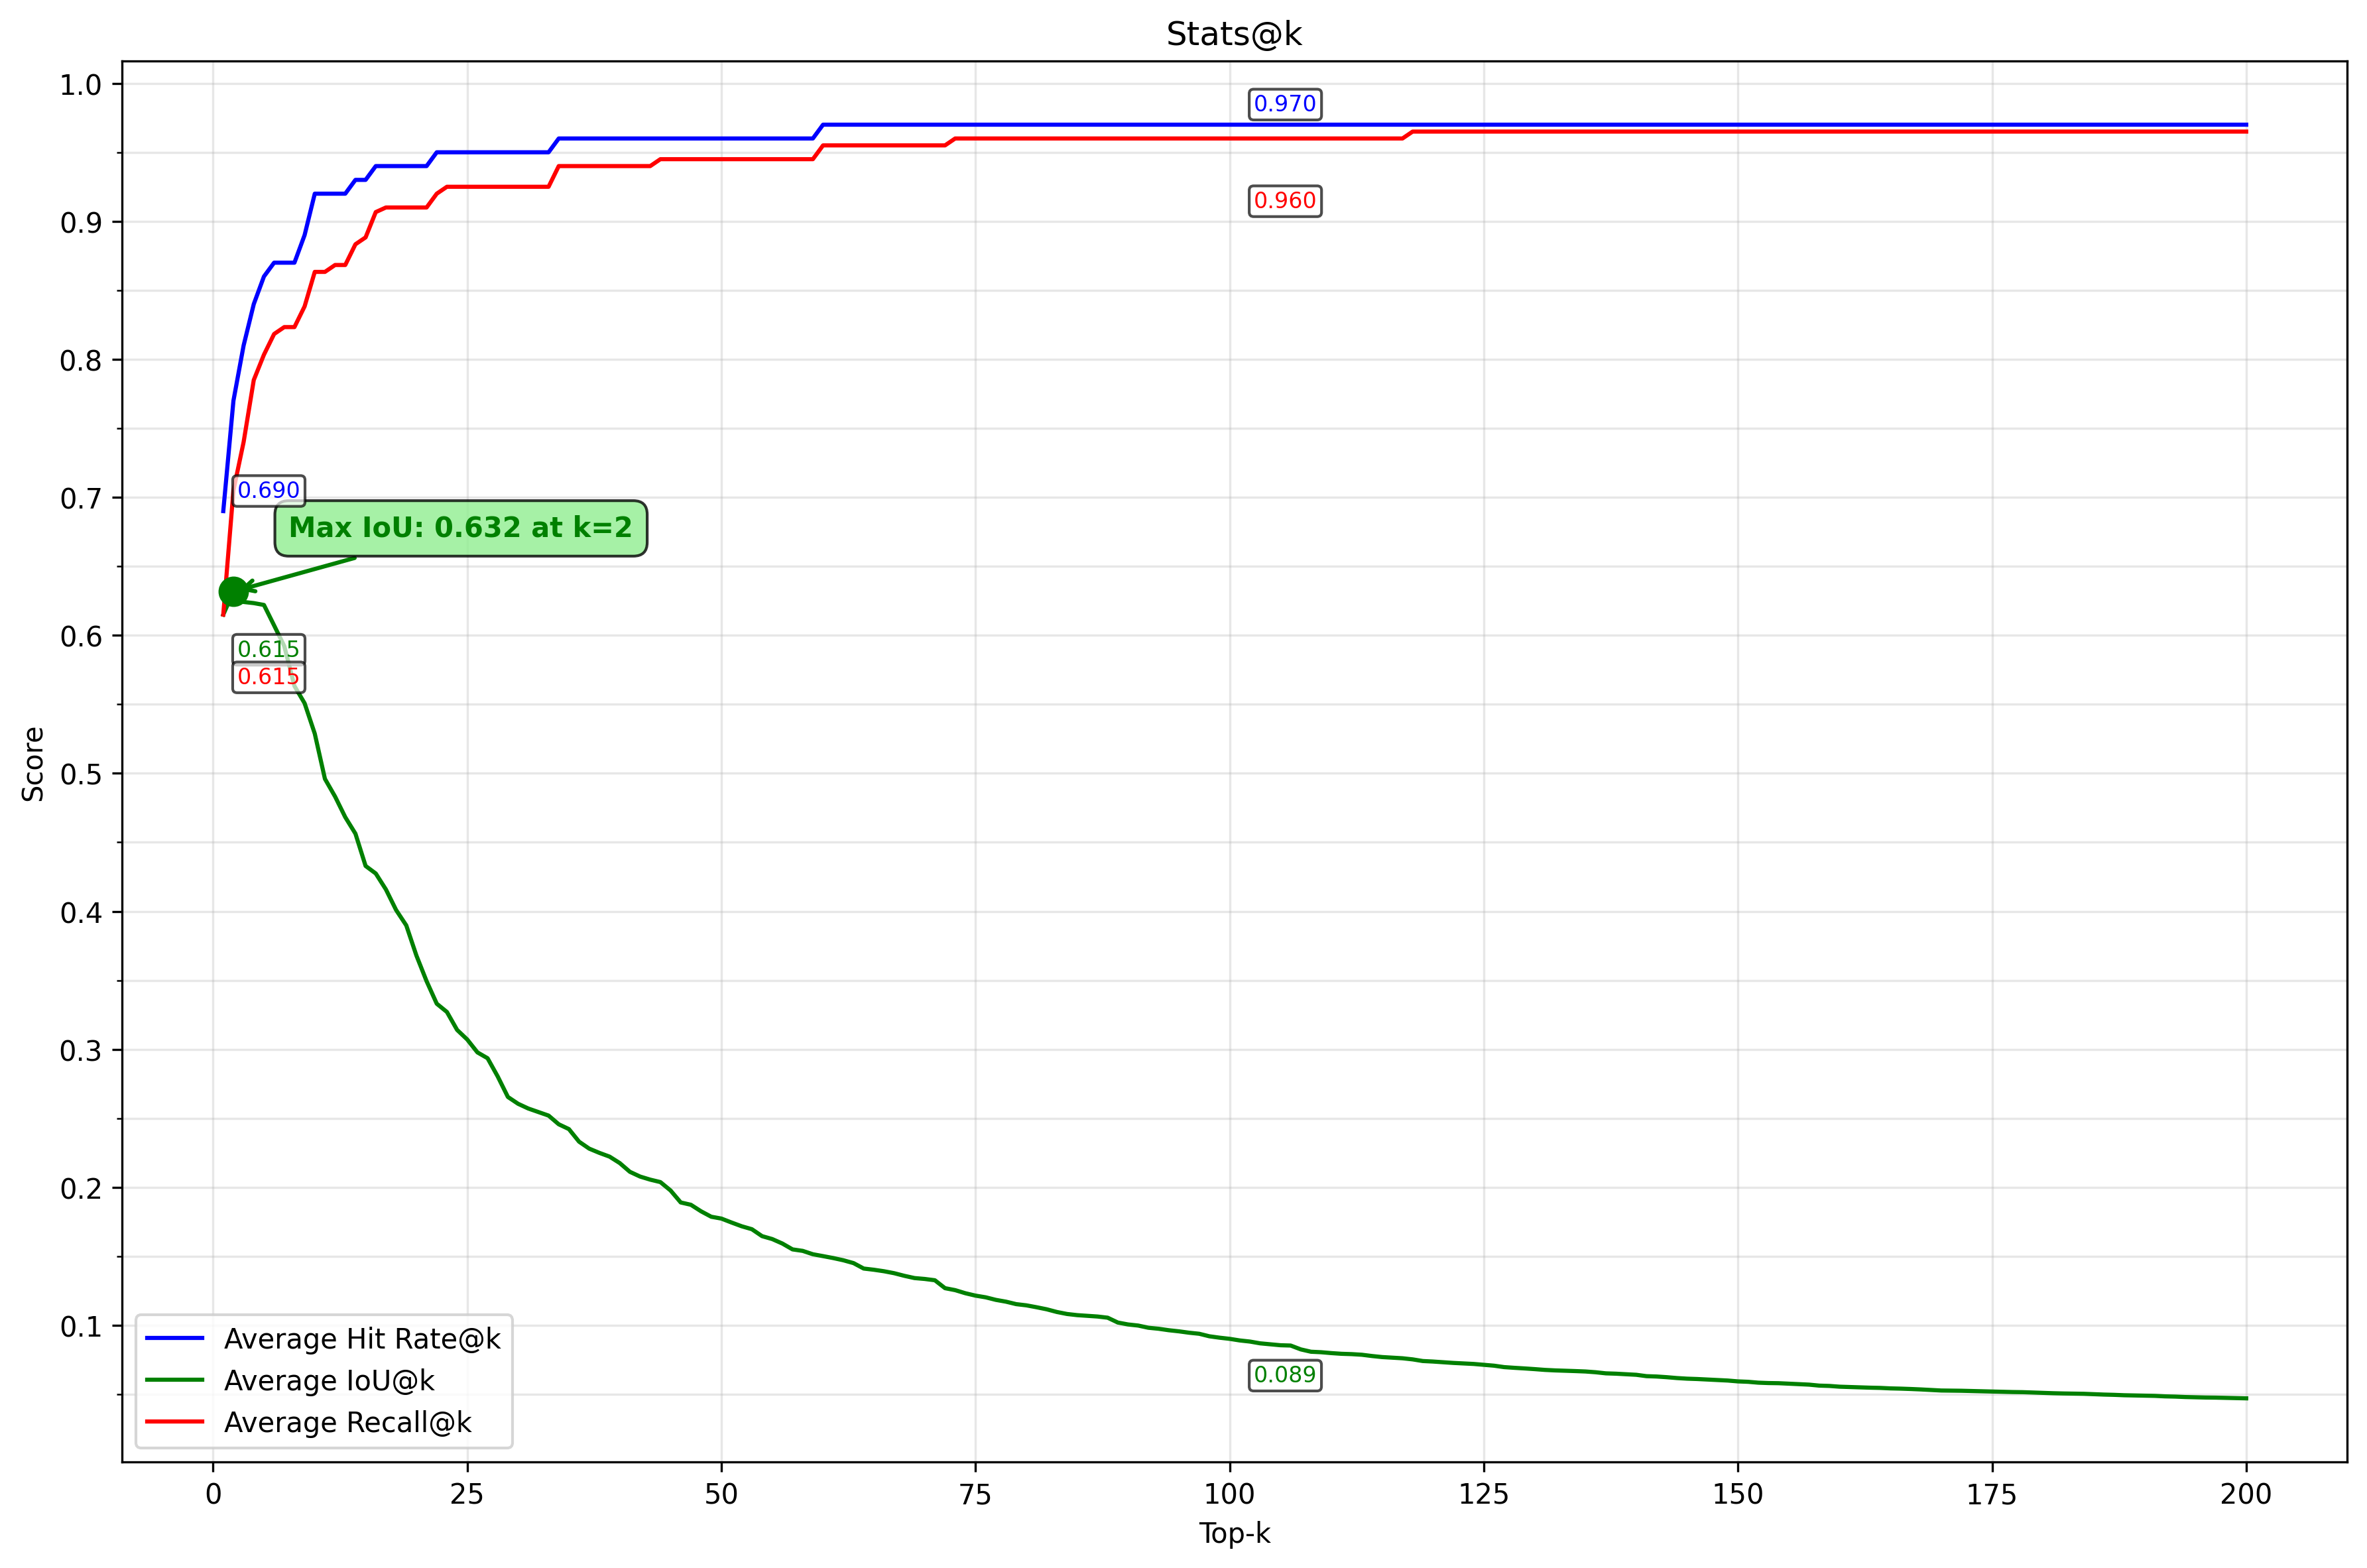 Stats@k
1.0
0.9
0.8
0.7
0.6
0.5
0.4
0.3
0.2
0.1
Score
0.970
0.960
0.690
Max IoU: 0.632 at k=2
0.615
0.615
0.089
Average Hit Rate@k
Average IoU@k
Average Recall@k
0 25 50 75 100 125 150 175 200
Top-k